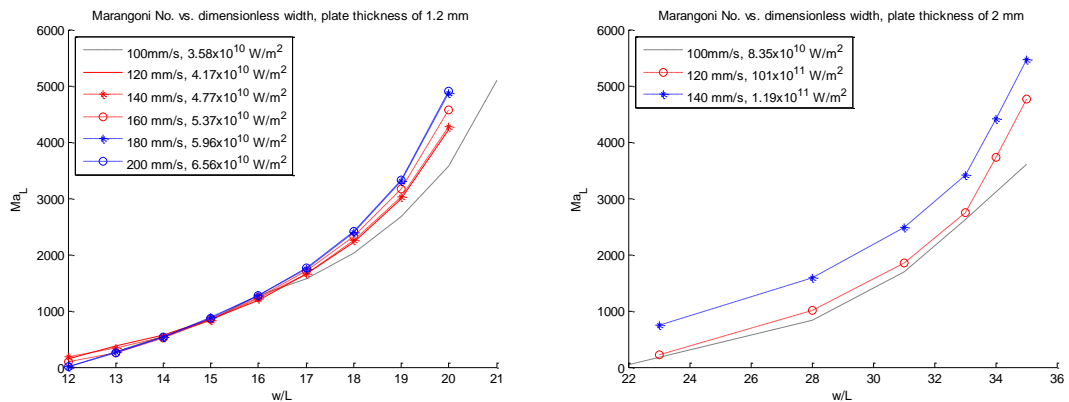 Marangoni No. vs. dimensionless width, plate thickness of 1.2 mm
6000
5000
4000
3000
2000
1000
0
Ma_L
100mm/s, 3.58x10^10 W/m^2
120 mm/s, 4.17x10^10 W/m^2
140 mm/s, 4.77x10^10 W/m^2
160 mm/s, 5.37x10^10 W/m^2
180 mm/s, 5.96x10^10 W/m^2
200 mm/s, 6.56x10^10 W/m^2
12 13 14 15 16 17 18 19 20 21
w/L
Marangoni No. vs. dimensionless width, plate thickness of 2 mm
6000
5000
4000
3000
2000
1000
0
Ma_L
100mm/s, 8.35x10^10 W/m^2
120 mm/s, 101x10^11 W/m^2
140 mm/s, 1.19x10^11 W/m^2
22 24 26 28 30 32 34 36
w/L